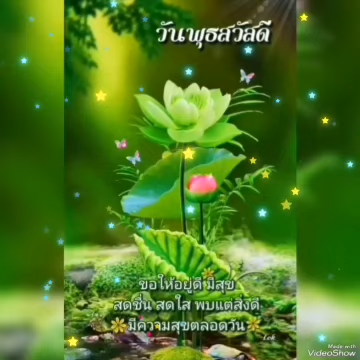 วันพุธสวัสดี
ขอให้อยู่ดี มีสุข
สดชื่น สดใส พบแต่สิ่งดี
มีความสุขตลอดวัน
Made with
VideoShow